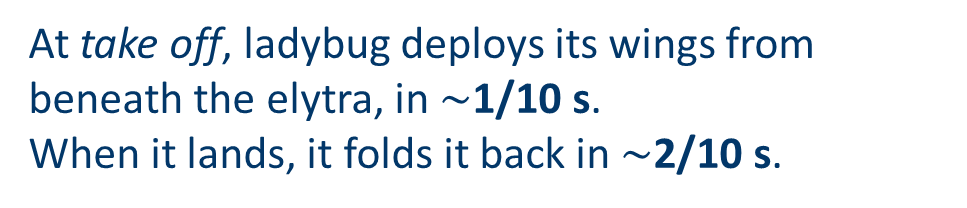 At take off, ladybug deploys its wings from
beneath the elytra, in ~1/10 s.
When it lands, it folds it back in ~2/10 s.